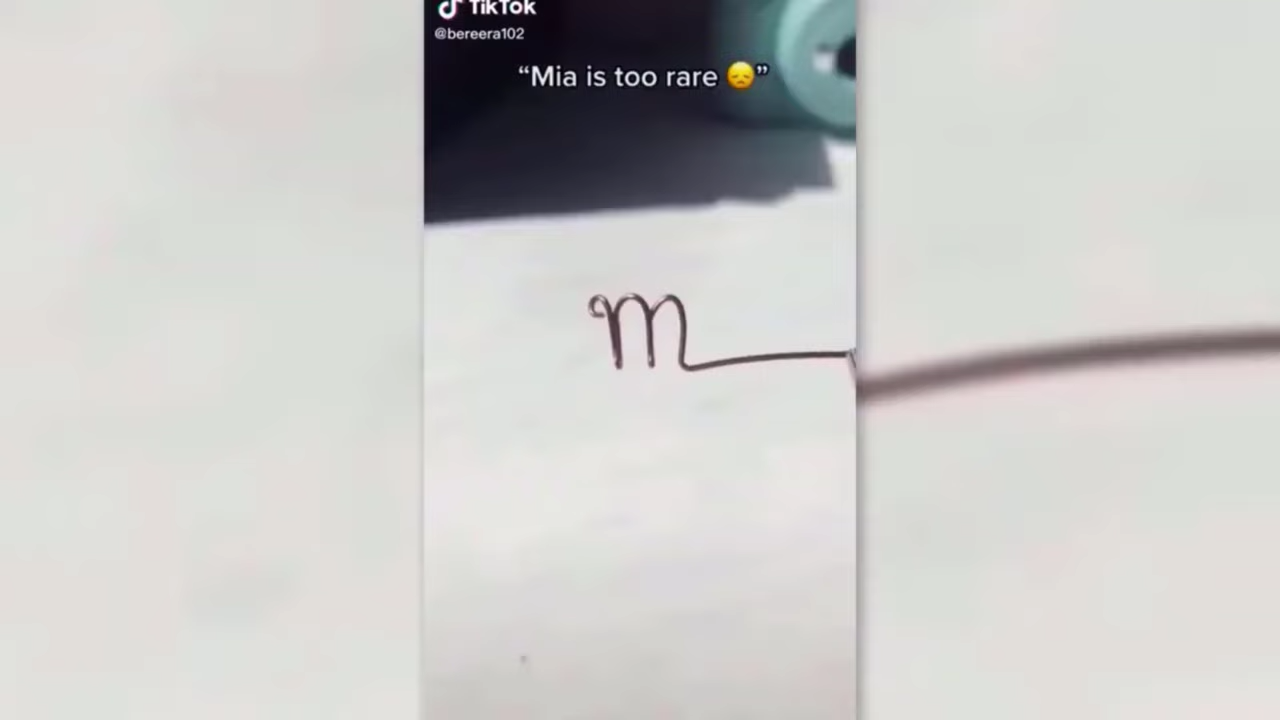 TikTok
@bereera102
“Mia is too rare 😞”
m